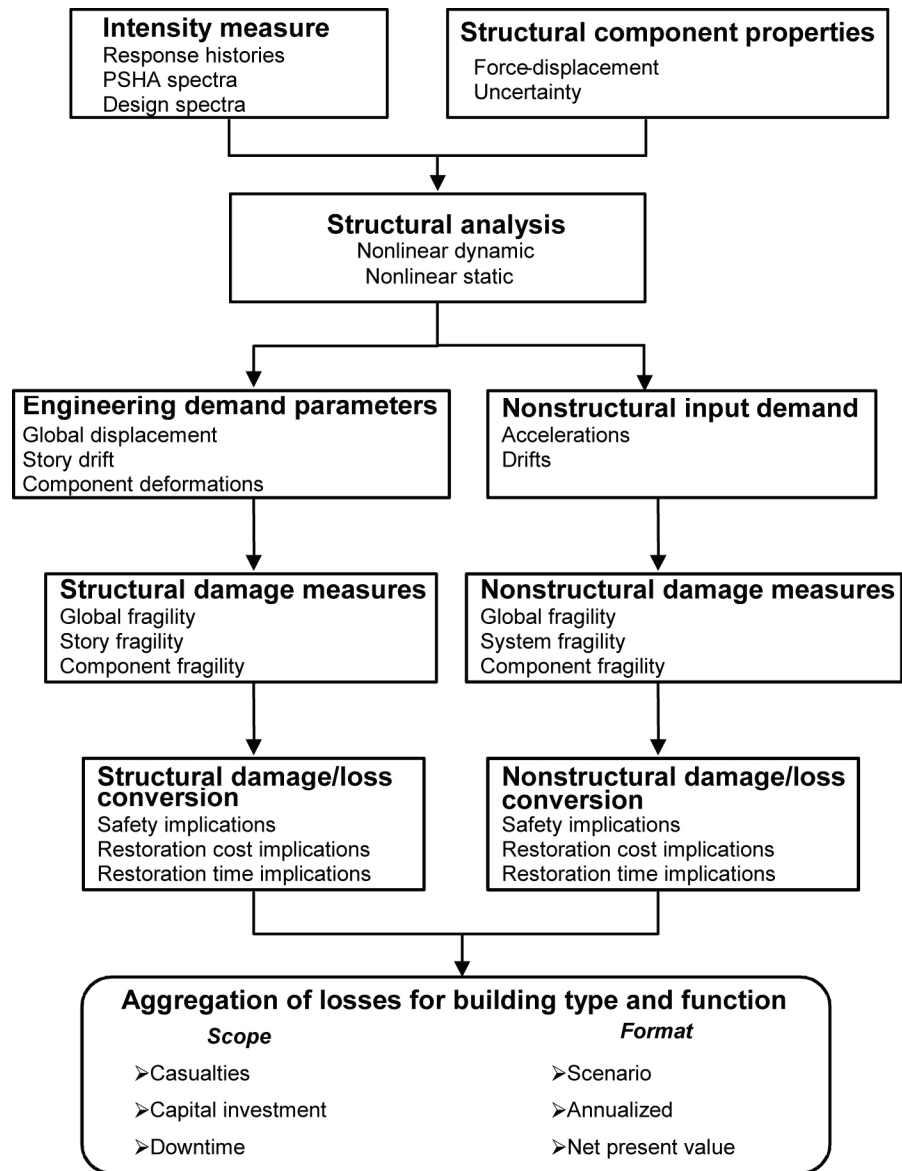 Intensity measure
Response histories
PSHA spectra
Design spectra
Structural component properties
Force-displacement
Uncertainty
Structural analysis
Nonlinear dynamic
Nonlinear static
Engineering demand parameters
Global displacement
Story drift
Component deformations
Nonstructural input demand
Accelerations
Drifts
Structural damage measures
Global fragility
Story fragility
Component fragility
Nonstructural damage measures
Global fragility
System fragility
Component fragility
Structural damage/loss
conversion
Safety implications
Restoration cost implications
Restoration time implications
Nonstructural damage/loss
conversion
Safety implications
Restoration cost implications
Restoration time implications
Aggregation of losses for building type and function
Scope
➢Casualties
➢Capital investment
➢Downtime
Format
➢Scenario
➢Annualized
➢Net present value